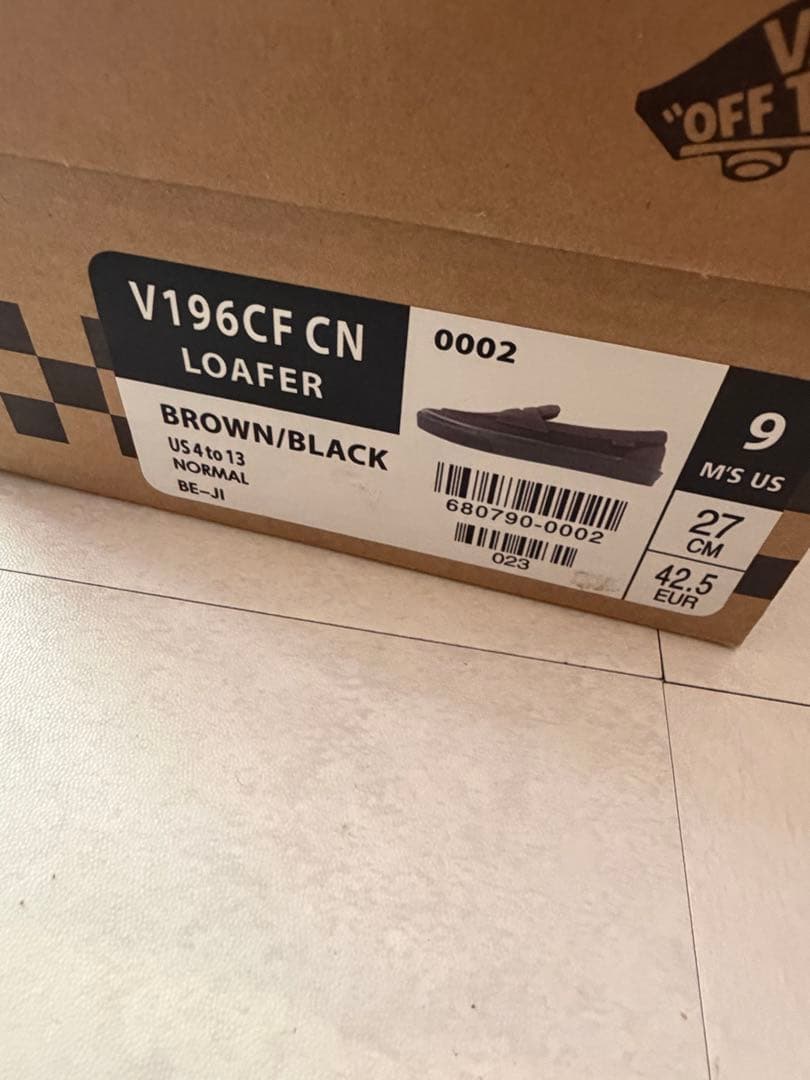 "OFF
V196CF CN
LOAFER
BROWN/BLACK
US 4 to 13
NORMAL
BE-JI
0002
680790-0002
023
9
M'S US
27
CM
42.5
EUR